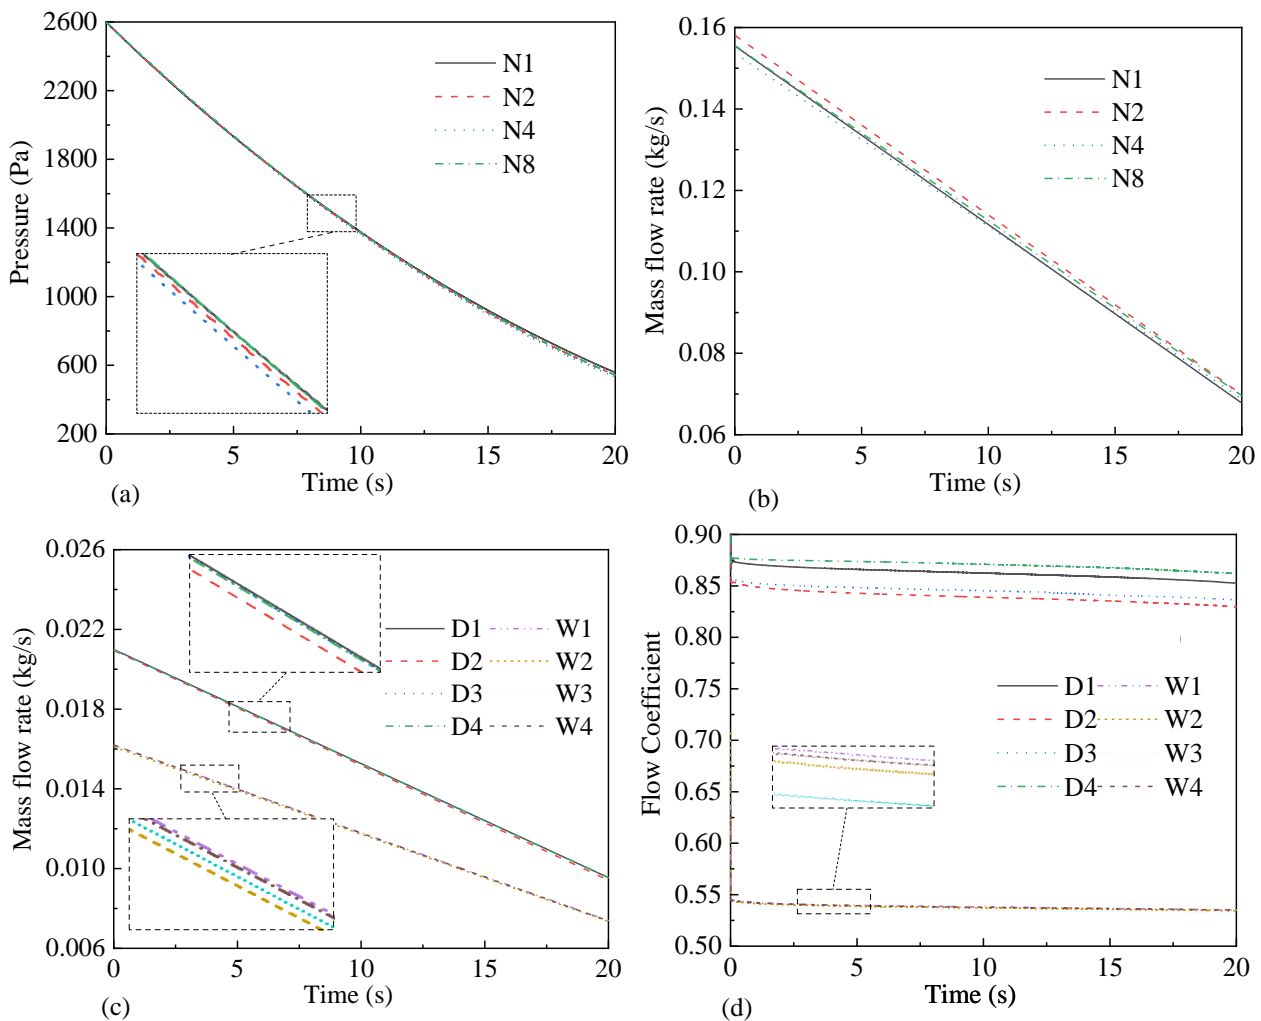 2600
2200
1800
1400
1000
600
200
Pressure (Pa)
N1
N2
N4
N8
0 5 10 15 20
Time (s)
(a)
0.16
0.14
0.12
0.10
0.08
0.06
Mass flow rate (kg/s)
N1
N2
N4
N8
0 5 10 15 20
Time (s)
(b)
0.026
0.022
0.018
0.014
0.010
0.006
Mass flow rate (kg/s)
D1 W1
D2 W2
D3 W3
D4 W4
0 5 10 15 20
Time (s)
(c)
0.90
0.85
0.80
0.75
0.70
0.65
0.60
0.55
0.50
Flow Coefficient
D1 W1
D2 W2
D3 W3
D4 W4
0 5 10 15 20
Time (s)
(d)